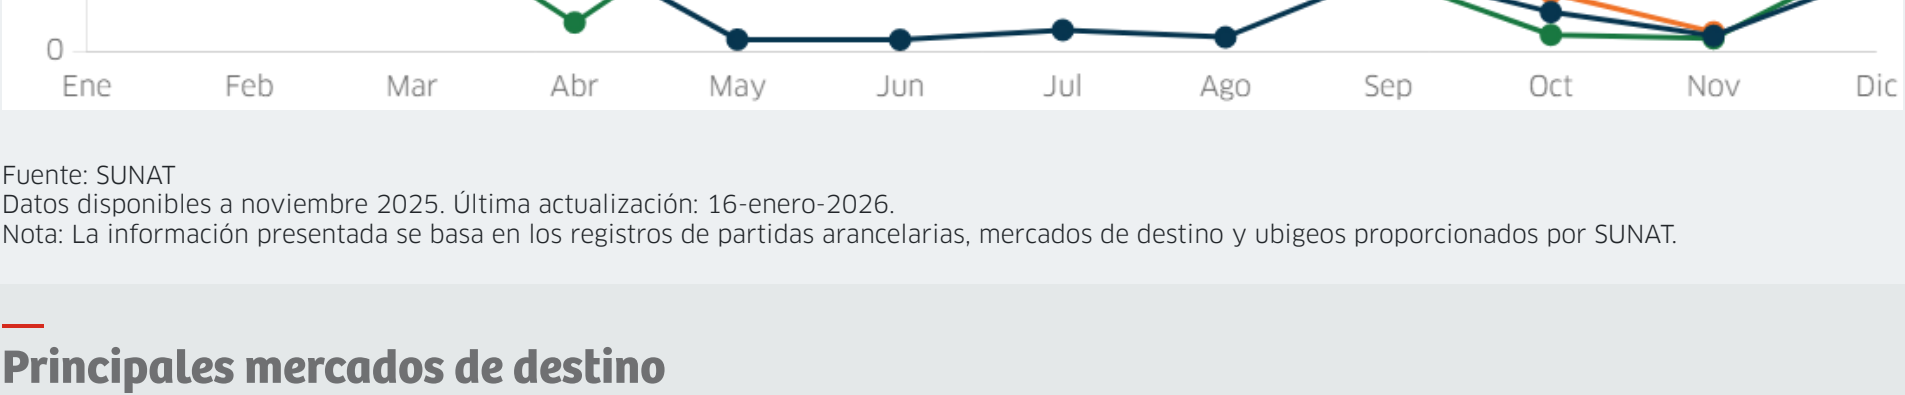 0
Ene Feb Mar Abr May Jun Jul Ago Sep Oct Nov Dic
Fuente: SUNAT
Datos disponibles a noviembre 2025. Última actualización: 16-enero-2026.
Nota: La información presentada se basa en los registros de partidas arancelarias, mercados de destino y ubigeos proporcionados por SUNAT.
Principales mercados de destino